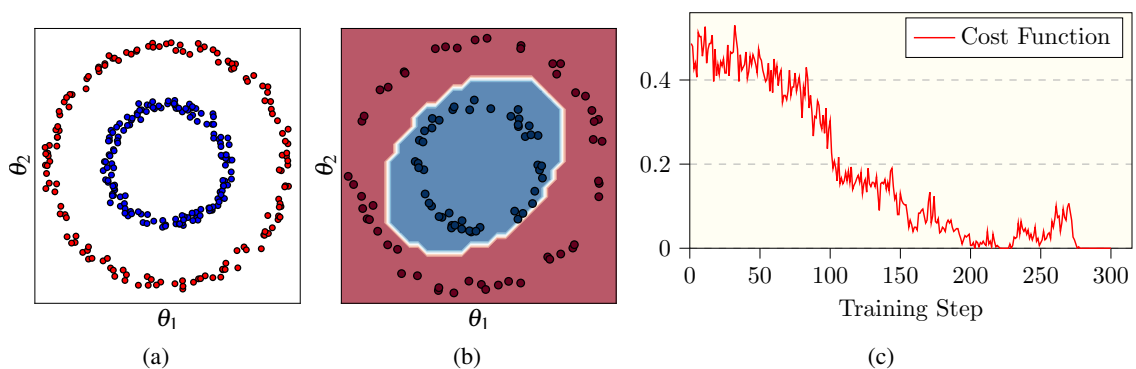 θ2
θ1
(a)
θ2
θ1
(b)
Cost Function
0.4
0.2
0
0 50 100 150 200 250 300
Training Step
(c)